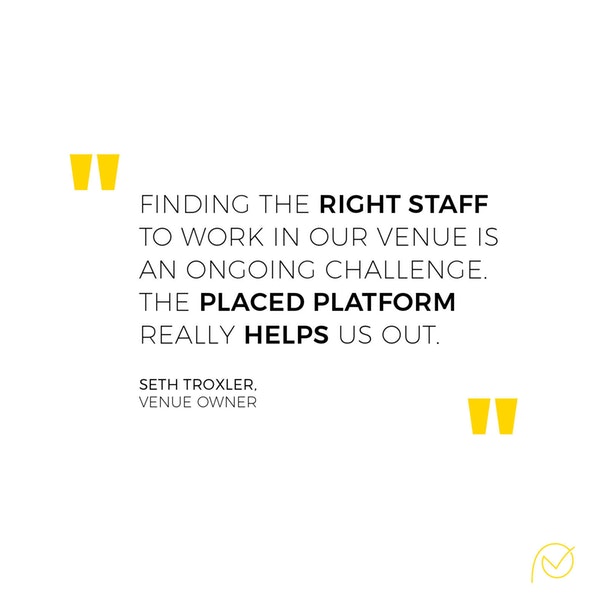 FINDING THE RIGHT STAFF
TO WORK IN OUR VENUE IS
AN ONGOING CHALLENGE.
THE PLACED PLATFORM
REALLY HELPS US OUT.
SETH TROXLER,
VENUE OWNER